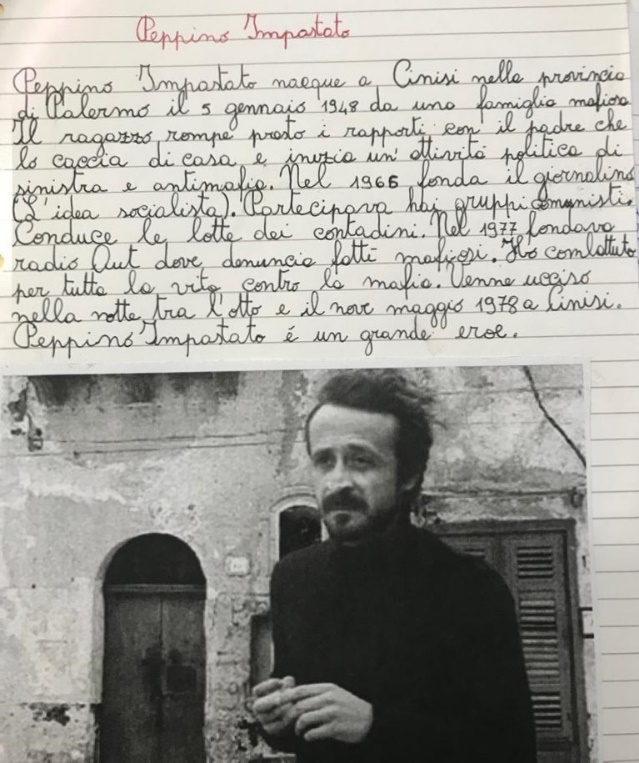 Peppino Impastato
Peppino Impastato nacque a Cinisi nella provincia
di Palermo il 5 gennaio 1948 da una famiglia mafiosa
Il ragazzo rompe presto i rapporti con il padre che
lo caccia di casa e inizia un'attività politica di
sinistra e antimafia. Nel 1966 fonda il giornalino
(L'idea socialista). Partecipava hai gruppi comunisti.
Conduce le lotte dei contadini. Nel 1977 fondava
radio Aut dove denuncia fatti mafiosi. Ho combattuto
per tutta la vita contro la mafia. Venne ucciso
nella notte tra l'otto e il nove maggio 1978 a Cinisi.
Peppino Impastato é un grande eroe.